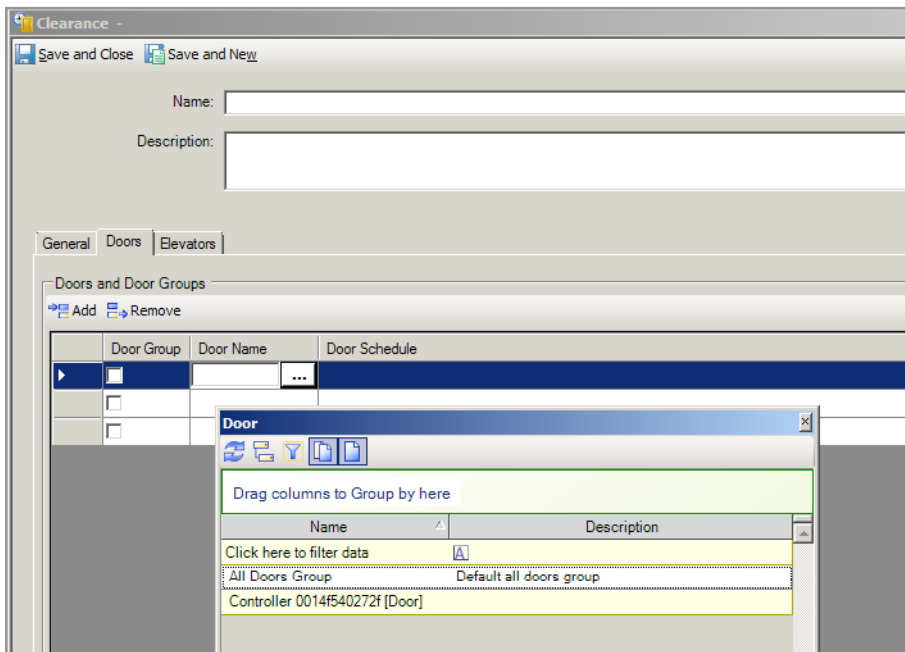 Clearance -
Save and Close Save and New
Name:
Description:
General Doors Elevators
Doors and Door Groups
Add Remove
Door Group Door Name Door Schedule
...
Door
Drag columns to Group by here
Name Description
Click here to filter data A
All Doors Group Default all doors group
Controller 0014f540272f [Door]